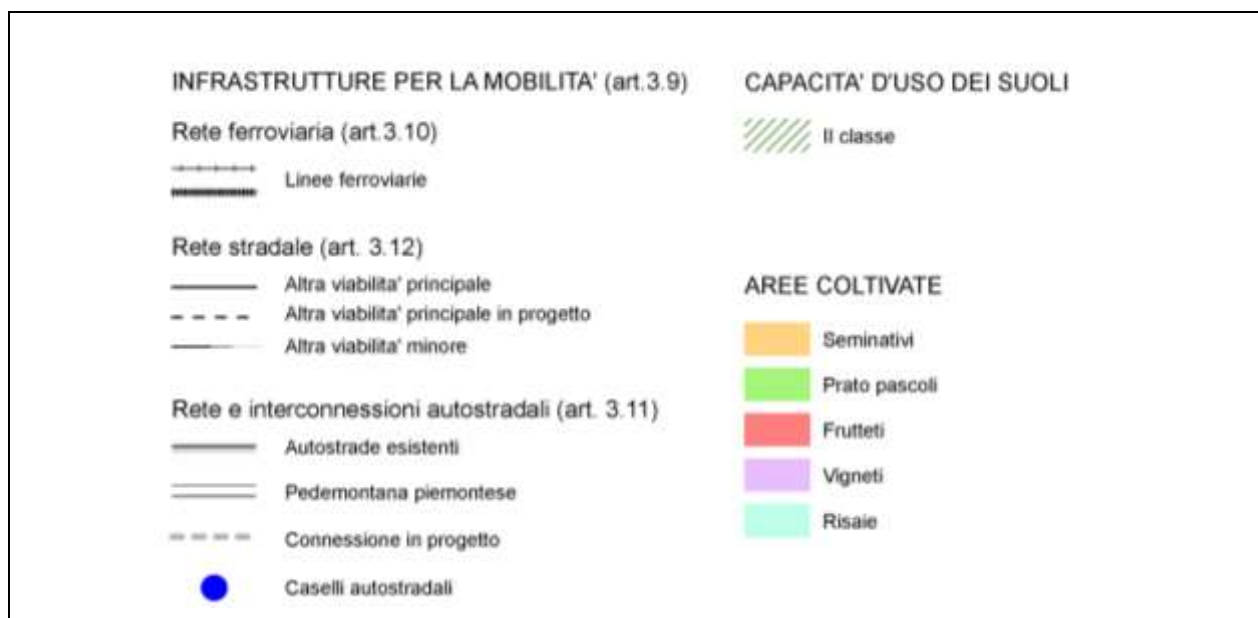 INFRASTRUTTURE PER LA MOBILITA' (art.3.9)
Rete ferroviaria (art.3.10)
Linee ferroviarie
Rete stradale (art. 3.12)
Altra viabilita' principale
Altra viabilita' principale in progetto
Altra viabilita' minore
Rete e interconnessioni autostradali (art. 3.11)
Autostrade esistenti
Pedemontana piemontese
Connessione in progetto
Caselli autostradali
CAPACITA' D'USO DEI SUOLI
II classe
AREE COLTIVATE
Seminativi
Prato pascoli
Frutteti
Vigneti
Risaie